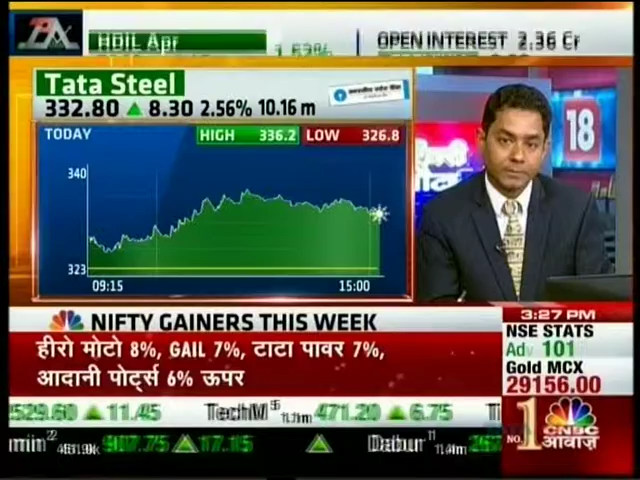 HDIL Apr
OPEN INTEREST 2.36 Cr
Tata Steel
332.80 ▲ 8.30 2.56% 10.16 m
TODAY
HIGH 336.2 LOW 326.8
340
323
09:15 15:00
18
NIFTY GAINERS THIS WEEK
हीरो मोटो 8%, GAIL 7%, टाटा पावर 7%,
आदानी पोर्ट्स 6% ऊपर
3:27 PM
NSE STATS
Adv 101
Gold MCX
29156.00
2529.60 ▲ 11.45 TechM 471.20 ▲ 6.75
907.75 ▲ 17.15 ▲ Dabur
NO. 1 CNBC
आवाज़